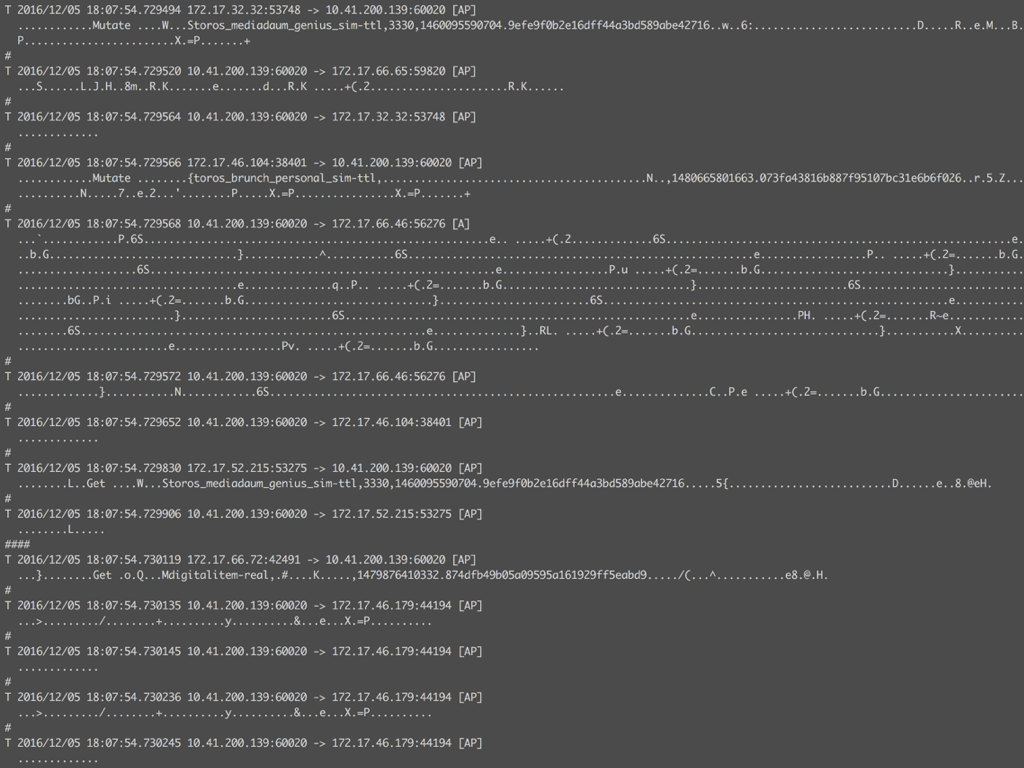 T 2016/12/05 18:07:54.729494 172.17.32.32:53748 -> 10.41.200.139:60020 [AP]
............Mutate ....W...Storos_mediadaum_genius_sim-ttl,3330,1460095590704.9efe9f0b2e16dff44a3bd589abe42716..w..6:.........................D......R..e.M...B.
P.......................X.=P.......+
#
T 2016/12/05 18:07:54.729520 10.41.200.139:60020 -> 172.17.66.65:59820 [AP]
...S......L.J.H..8m..R.K.......e.......d...R.K .....+(.2......................R.K......
#
T 2016/12/05 18:07:54.729564 10.41.200.139:60020 -> 172.17.32.32:53748 [AP]
.............
#
T 2016/12/05 18:07:54.729566 172.17.46.104:38401 -> 10.41.200.139:60020 [AP]
............Mutate ........{toros_brunch_personal_sim-ttl,........................................N..,1480665801663.073fa43816b887f95107bc31e6b6f026..r.5.Z...
..........N.....7..e.2...'........P.....X.=P................X.=P.......+
#
T 2016/12/05 18:07:54.729568 10.41.200.139:60020 -> 172.17.66.46:56276 [A]
...`............P.6S.....................................................e.. .....+(.2.............6S......................................................e.
..b.G.............................}............^...........6S.......................................e.............P.. .....+(.2=.......b.G
..................6S......................................................e................P.u .....+(.2=.......b.G.............................}.
............................e...............q..P.. .....+(.2=.......b.G.............................}.......................6S.................
........bG..P.i .....+(.2=.......b.G.............................}.......................6S......................................................e..........
........................}.......................6S......................................................e................PH. .....+(.2=........R~e...........
........6S......................................................e..............}..RL. .....+(.2=.......b.G.............................}...........X.........
.......................e................Pv. .....+(.2=.......b.G.................
#
T 2016/12/05 18:07:54.729572 10.41.200.139:60020 -> 172.17.66.46:56276 [AP]
.............}...........N............6S......................................................e..............C..P.e .....+(.2=.......b.G......................
#
T 2016/12/05 18:07:54.729652 10.41.200.139:60020 -> 172.17.46.104:38401 [AP]
.............
#
T 2016/12/05 18:07:54.729830 172.17.52.215:53275 -> 10.41.200.139:60020 [AP]
........L..Get ....W...Storos_mediadaum_genius_sim-ttl,3330,1460095590704.9efe9f0b2e16dff44a3bd589abe42716.....5{.........................D......e..8.@eH.
#
T 2016/12/05 18:07:54.729906 10.41.200.139:60020 -> 172.17.52.215:53275 [AP]
........L.....
####
T 2016/12/05 18:07:54.730119 172.17.66.72:42491 -> 10.41.200.139:60020 [AP]
...}........Get .o.Q...Mdigitalitem-real,.#....K.....,1479876410332.874dfb49b05a09595a161929ff5eabd9...../(...^...........e8.@.H.
#
T 2016/12/05 18:07:54.730135 10.41.200.139:60020 -> 172.17.46.179:44194 [AP]
...>........./........+..........y..........&...e...X.=P..........
#
T 2016/12/05 18:07:54.730145 10.41.200.139:60020 -> 172.17.46.179:44194 [AP]
.............
#
T 2016/12/05 18:07:54.730236 10.41.200.139:60020 -> 172.17.46.179:44194 [AP]
...>........./........+..........y..........&...e...X.=P..........
#
T 2016/12/05 18:07:54.730245 10.41.200.139:60020 -> 172.17.46.179:44194 [AP]
.............